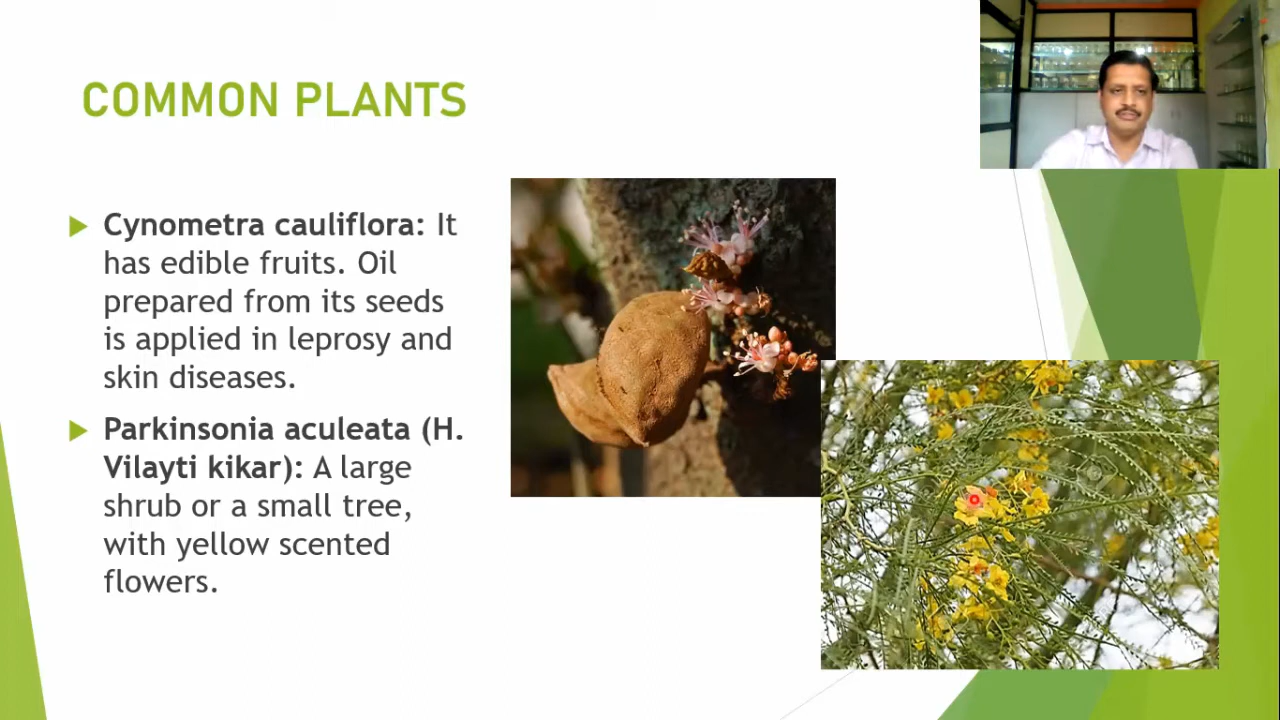 COMMON PLANTS
Cynometra cauliflora: It
has edible fruits. Oil
prepared from its seeds
is applied in leprosy and
skin diseases.
Parkinsonia aculeata (H.
Vilayti kikar): A large
shrub or a small tree,
with yellow scented
flowers.